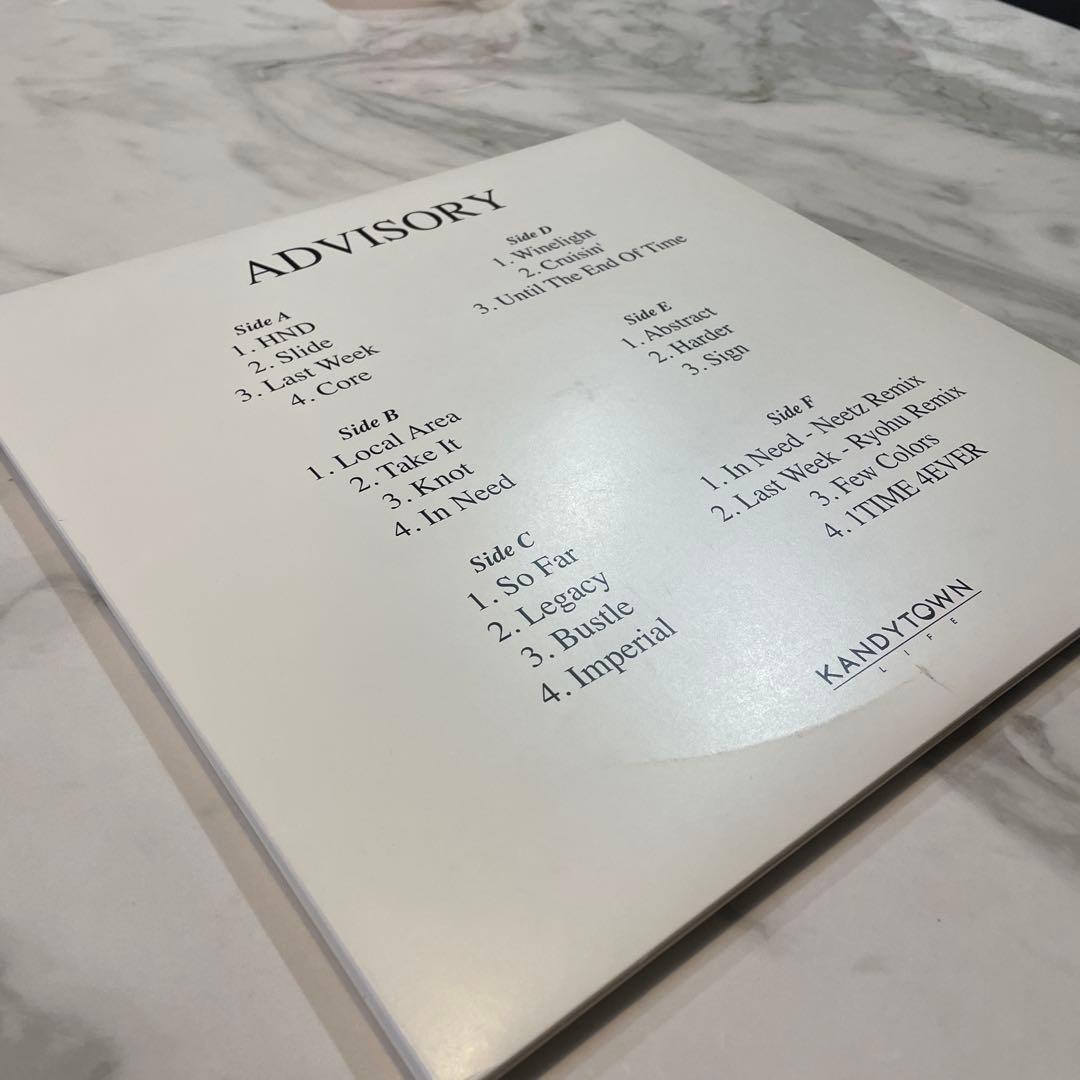 ADVISORY
Side A
1. HND
2. Slide
3. Last Week
4. Core
Side B
1. Local Area
2. Take It
3. Knot
4. In Need
Side C
1. So Far
2. Legacy
3. Bustle
4. Imperial
Side D
1. Winelight
2. Cruisin'
3. Until The End Of Time
Side E
1. Abstract
2. Harder
3. Sign
Side F
1. In Need - Neetz Remix
2. Last Week - Ryohu Remix
3. Few Colors
4. 1TIME 4EVER
KANDYTOWN
LIFE